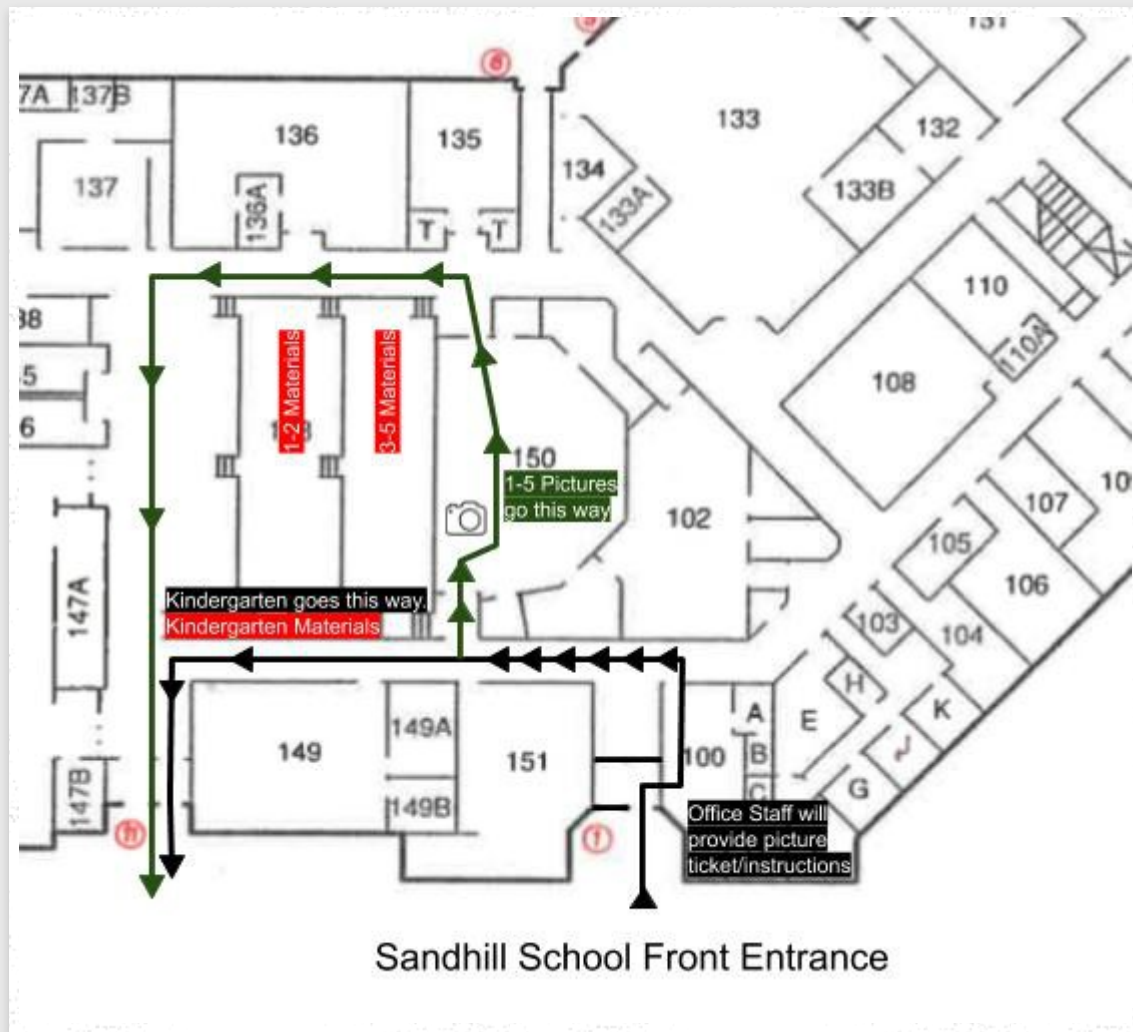 131
7A
137B
136
135
133
132
134
133A
133B
137
136A
T
T
110
110A
38
108
5
6
1-2 Materials
3-5 Materials
150
1-5 Pictures
go this way
102
107
105
106
147A
Kindergarten goes this way.
Kindergarten Materials
103
104
H
K
A
E
149
149A
151
100
B
C
G
147B
149B
11
1
Office Staff will
provide picture
ticket/instructions
Sandhill School Front Entrance